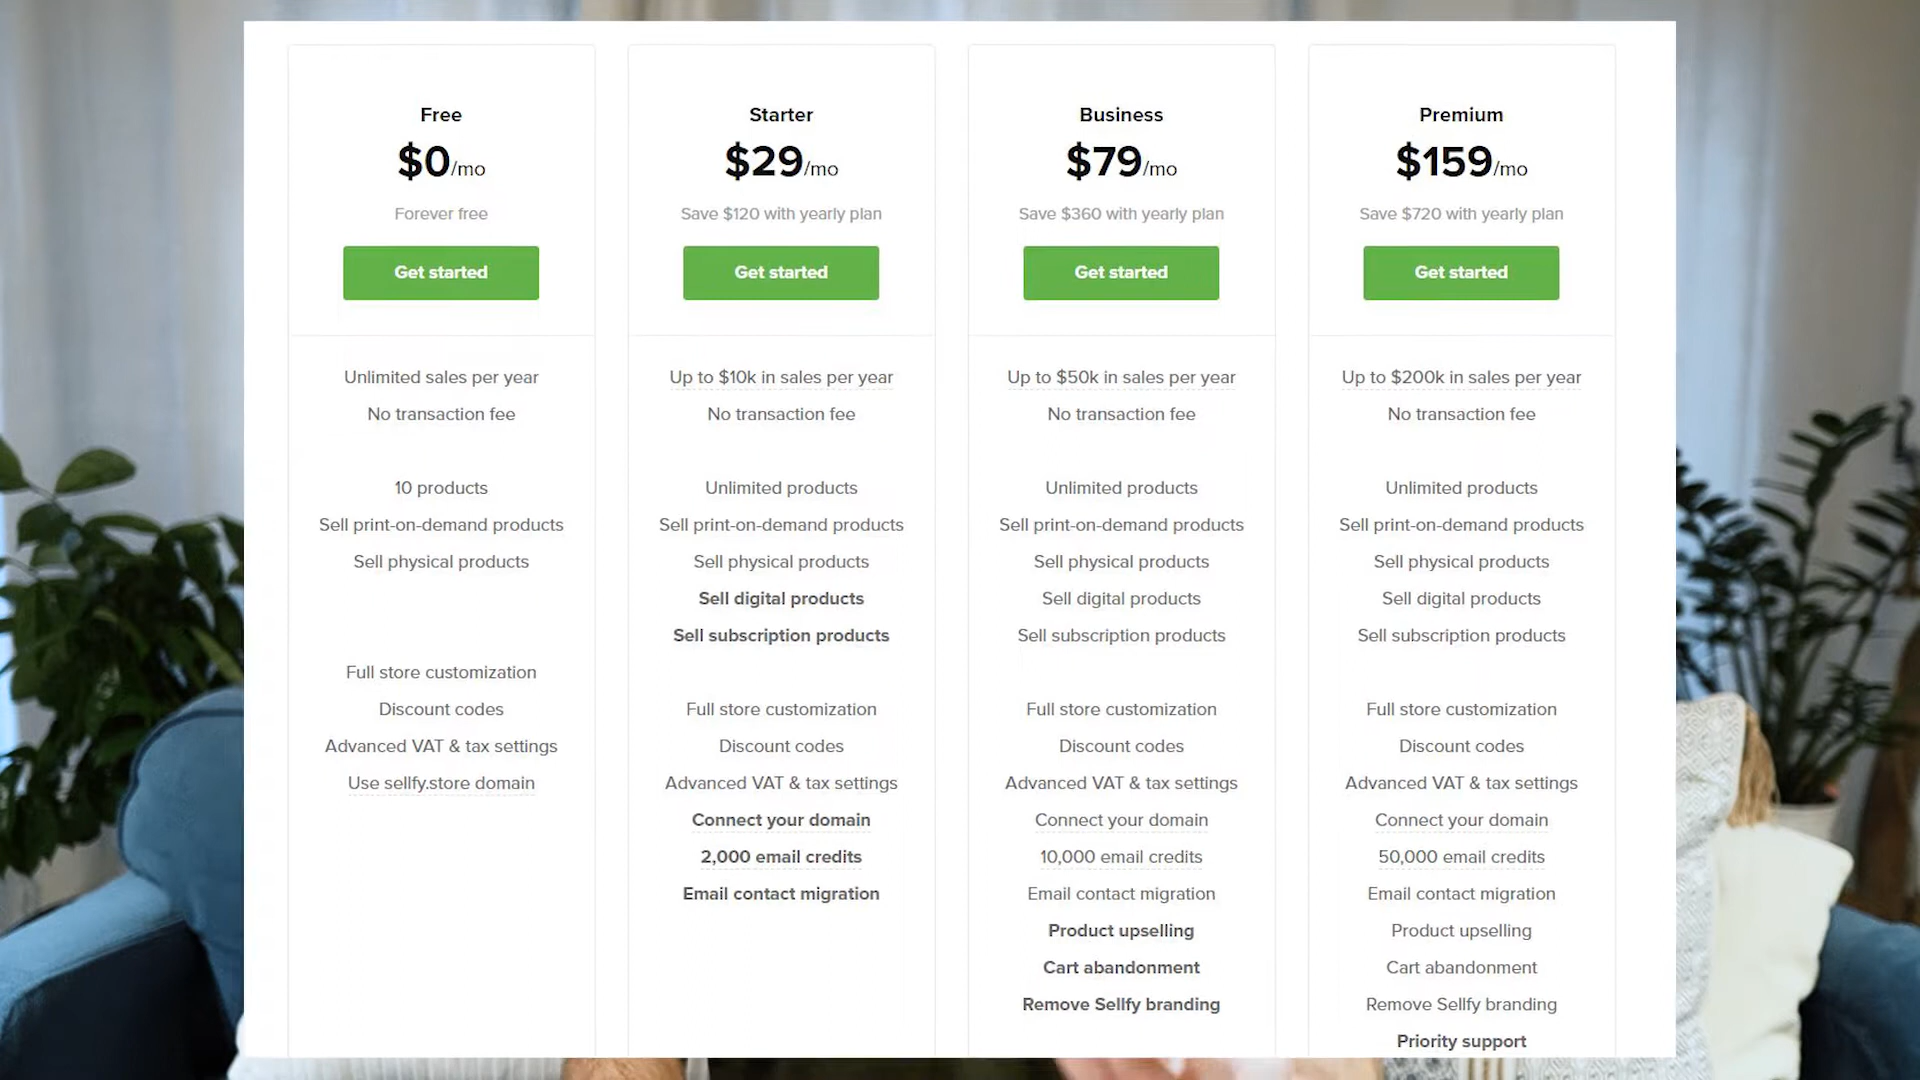 Free
$0/mo
Forever free
Get started
Unlimited sales per year
No transaction fee
10 products
Sell print-on-demand products
Sell physical products
Full store customization
Discount codes
Advanced VAT & tax settings
Use sellfy.store domain
Starter
$29/mo
Save $120 with yearly plan
Get started
Up to $10k in sales per year
No transaction fee
Unlimited products
Sell print-on-demand products
Sell physical products
Sell digital products
Sell subscription products
Full store customization
Discount codes
Advanced VAT & tax settings
Connect your domain
2,000 email credits
Email contact migration
Business
$79/mo
Save $360 with yearly plan
Get started
Up to $50k in sales per year
No transaction fee
Unlimited products
Sell print-on-demand products
Sell physical products
Sell digital products
Sell subscription products
Full store customization
Discount codes
Advanced VAT & tax settings
Connect your domain
10,000 email credits
Email contact migration
Product upselling
Cart abandonment
Remove Sellfy branding
Premium
$159/mo
Save $720 with yearly plan
Get started
Up to $200k in sales per year
No transaction fee
Unlimited products
Sell print-on-demand products
Sell physical products
Sell digital products
Sell subscription products
Full store customization
Discount codes
Advanced VAT & tax settings
Connect your domain
50,000 email credits
Email contact migration
Product upselling
Cart abandonment
Remove Sellfy branding
Priority support